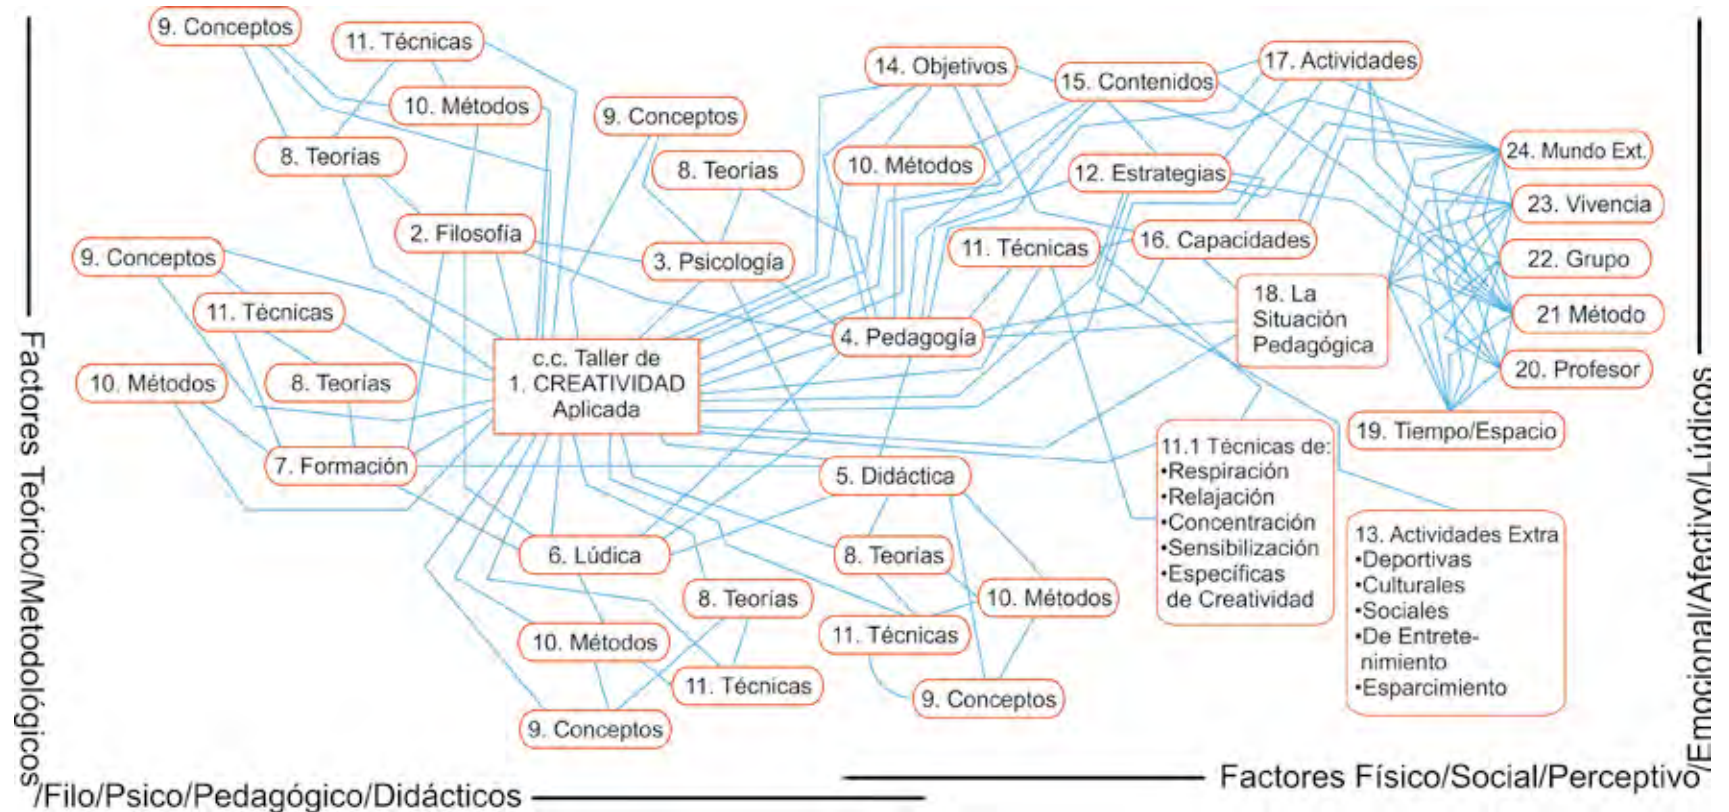 9. Conceptos
11. Técnicas
10. Métodos
8. Teorías
9. Conceptos
8. Teorías
14. Objetivos
15. Contenidos
17. Actividades
10. Métodos
12. Estrategias
24. Mundo Ext.
23. Vivencia
22. Grupo
21 Método
20. Profesor
19. Tiempo/Espacio
2. Filosofía
3. Psicología
11. Técnicas
16. Capacidades
18. La
Situación
Pedagógica
9. Conceptos
11. Técnicas
10. Métodos
8. Teorías
c.c. Taller de
1. CREATIVIDAD
Aplicada
4. Pedagogía
7. Formación
5. Didáctica
6. Lúdica
8. Teorías
10. Métodos
11. Técnicas
9. Conceptos
8. Teorías
10. Métodos
11. Técnicas
9. Conceptos
11.1 Técnicas de:
•Respiración
•Relajación
•Concentración
•Sensibilización
•Específicas
de Creatividad
13. Actividades Extra
•Deportivas
•Culturales
•Sociales
•De Entrete-
nimiento
•Esparcimiento
Factores Teórico/Metodológicos
/Filo/Psico/Pedagógico/Didácticos
Factores Físico/Social/Perceptivo
/Emocional/Afectivo/Lúdicos